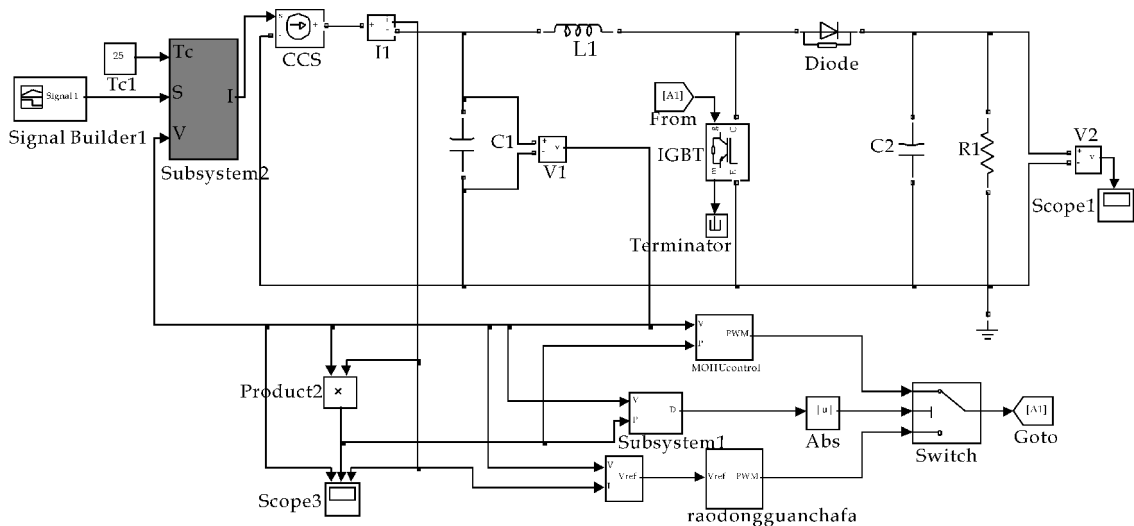 Tc
S
V
I
Subsystem2
25
Tc1
Signal 1
Signal Builder1
s
-
+
CCS
+
i
-
I1
L1
Diode
C1
+
-
v
V1
[A1]
From
g
C
m
E
IGBT
Terminator
C2
R1
V2
+
-
v
Scope1
Product2
×
Scope3
V
P
PWM
V
P
D
Subsystem1
V
I
Vref
Vref
PWM
raodongguanchafa
|u|
Abs
Switch
[A1]
Goto